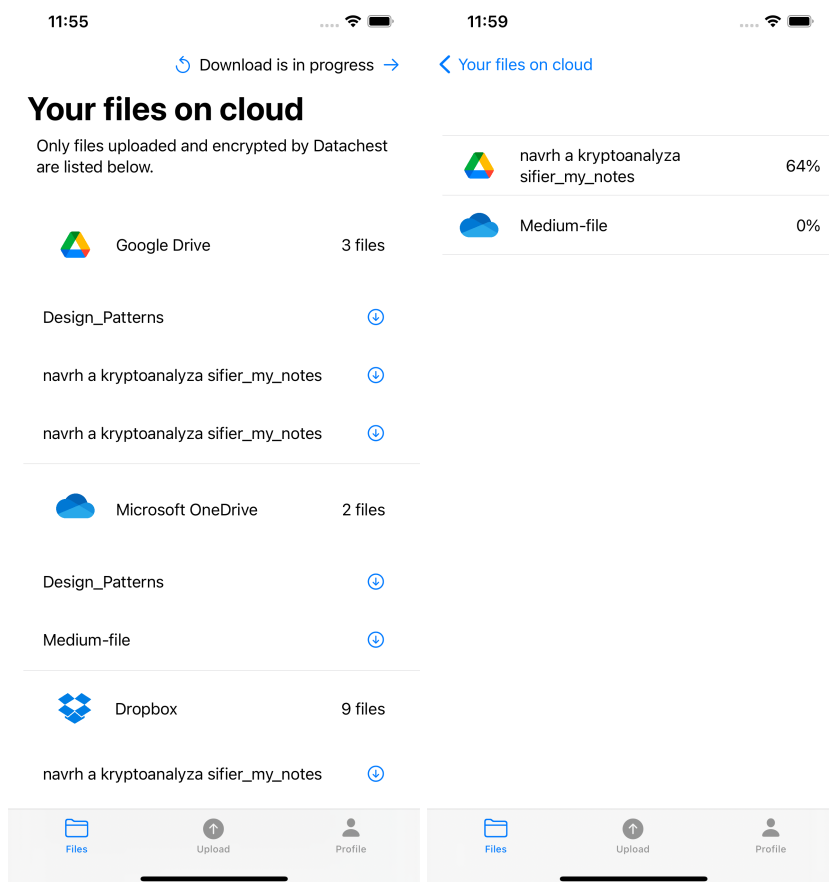 11:55
Download is in progress
Your files on cloud
Only files uploaded and encrypted by Datachest
are listed below.
Google Drive 3 files
Design_Patterns
navrh a kryptoanalyza sifier_my_notes
navrh a kryptoanalyza sifier_my_notes
Microsoft OneDrive 2 files
Design_Patterns
Medium-file
Dropbox 9 files
navrh a kryptoanalyza sifier_my_notes
Files Upload Profile
11:59
Your files on cloud
navrh a kryptoanalyza
sifier_my_notes 64%
Medium-file 0%
Files Upload Profile